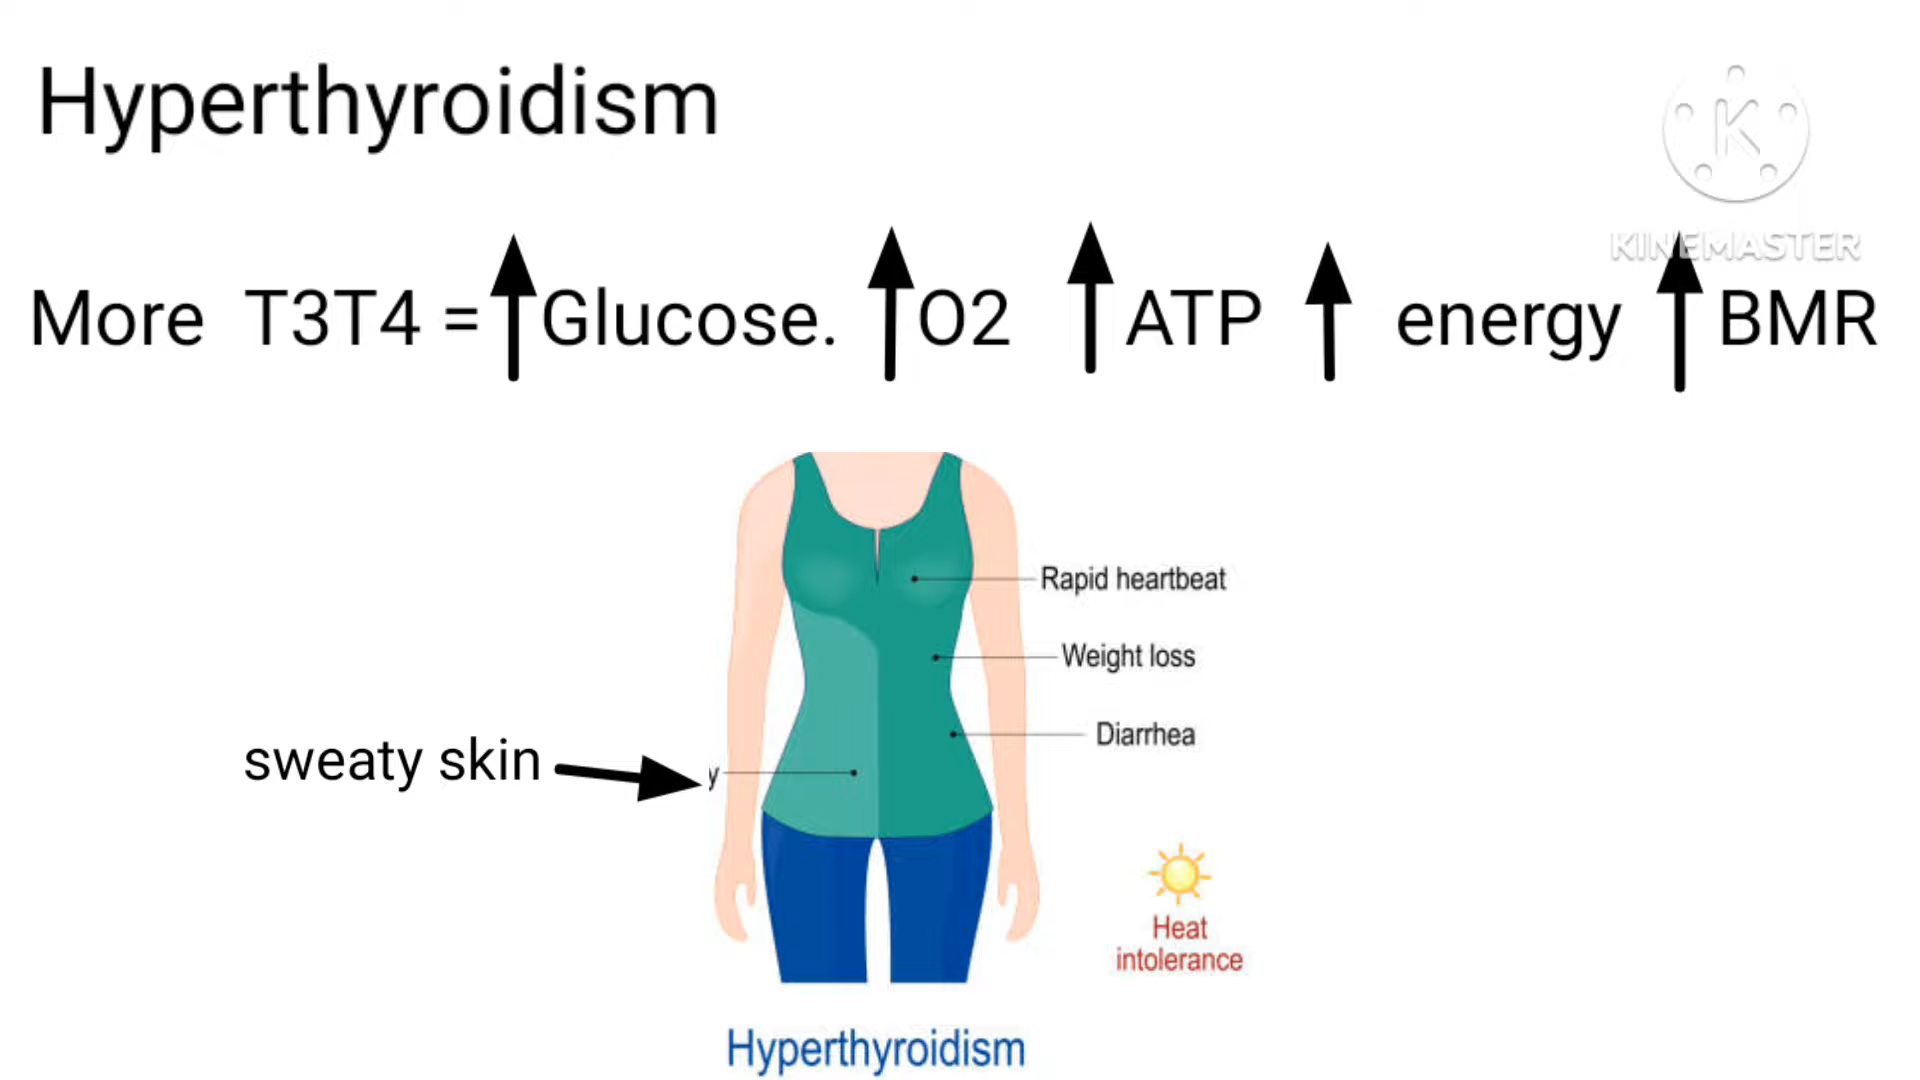 Hyperthyroidism
K
KINEMASTER
More T3T4 = Glucose. O2 ATP energy BMR
Rapid heartbeat
Weight loss
Diarrhea
sweaty skin
y
Heat
intolerance
Hyperthyroidism